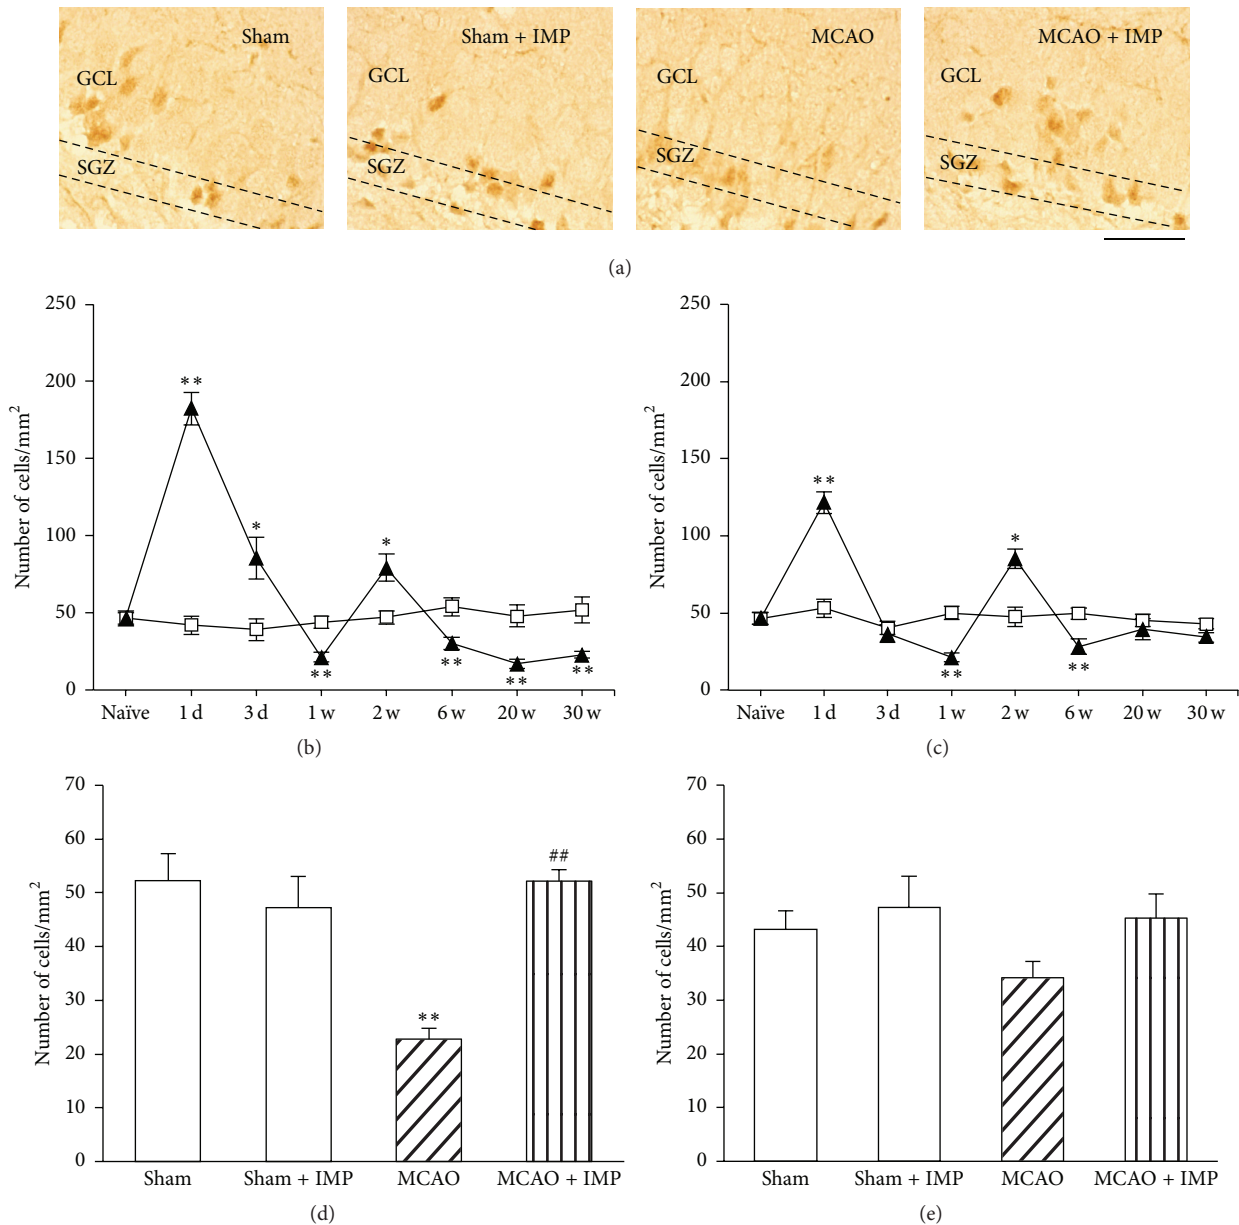 Sham
GCL
SGZ
Sham + IMP
GCL
SGZ
MCAO
GCL
SGZ
MCAO + IMP
GCL
SGZ
(a)
Number of cells/mm²
250
200
150
100
50
0
**
*
**
*
**
**
**
Naïve 1 d 3 d 1 w 2 w 6 w 20 w 30 w
(b)
Number of cells/mm²
250
200
150
100
50
0
**
**
*
**
Naïve 1 d 3 d 1 w 2 w 6 w 20 w 30 w
(c)
Number of cells/mm²
70
60
50
40
30
20
10
0
**
##
Sham Sham + IMP MCAO MCAO + IMP
(d)
Number of cells/mm²
70
60
50
40
30
20
10
0
Sham Sham + IMP MCAO MCAO + IMP
(e)